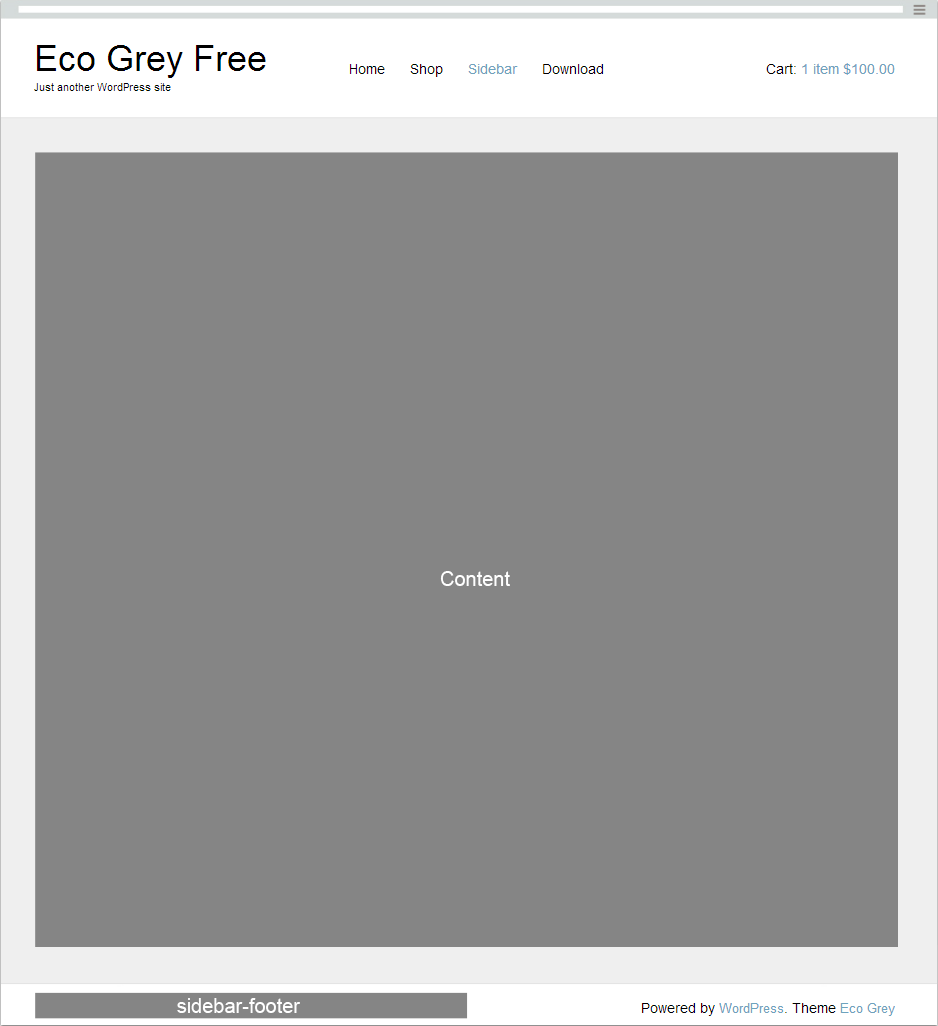 Eco Grey Free
Just another WordPress site
Home Shop Sidebar Download
Cart: 1 item $100.00
Content
sidebar-footer
Powered by WordPress. Theme Eco Grey